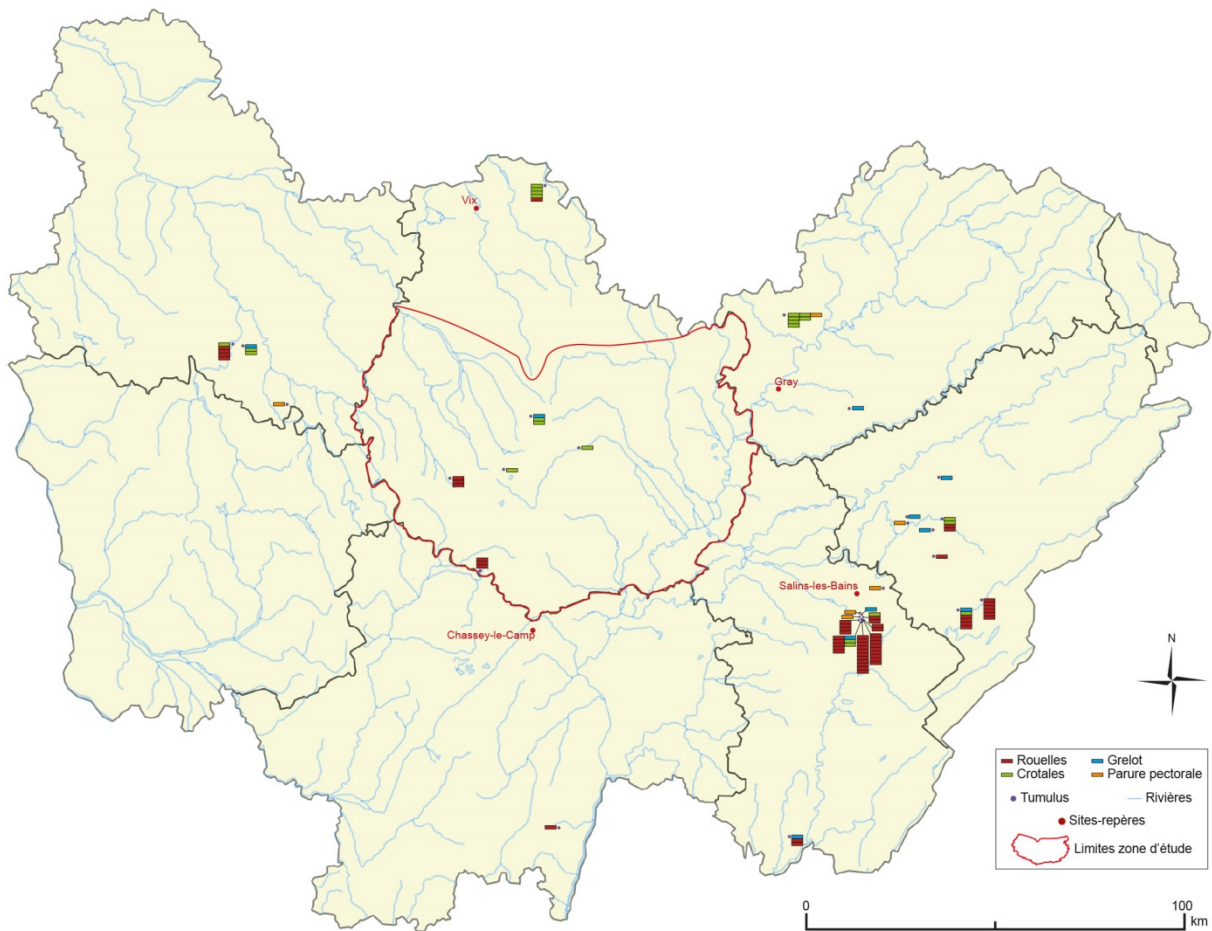 Vix
Gray
Salins-les-Bains
Chassey-le-Camp
N
Rouelles
Grelot
Crotales
Parure pectorale
Tumulus
Rivières
Sites-repères
Limites zone d'étude
0
100
km